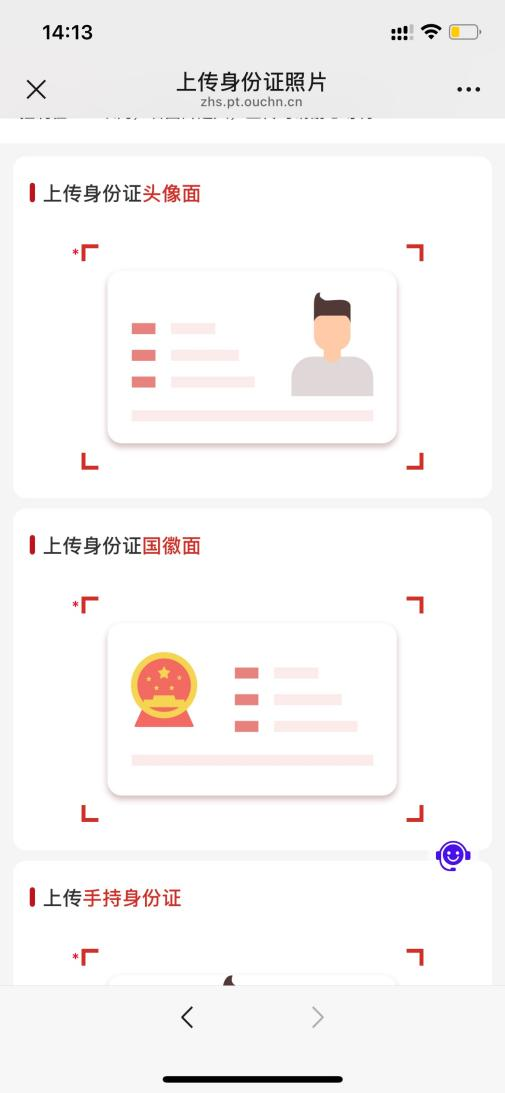 14:13
上传身份证照片
zhs.pt.ouchn.cn
上传身份证头像面
*
上传身份证国徽面
*
上传手持身份证
*